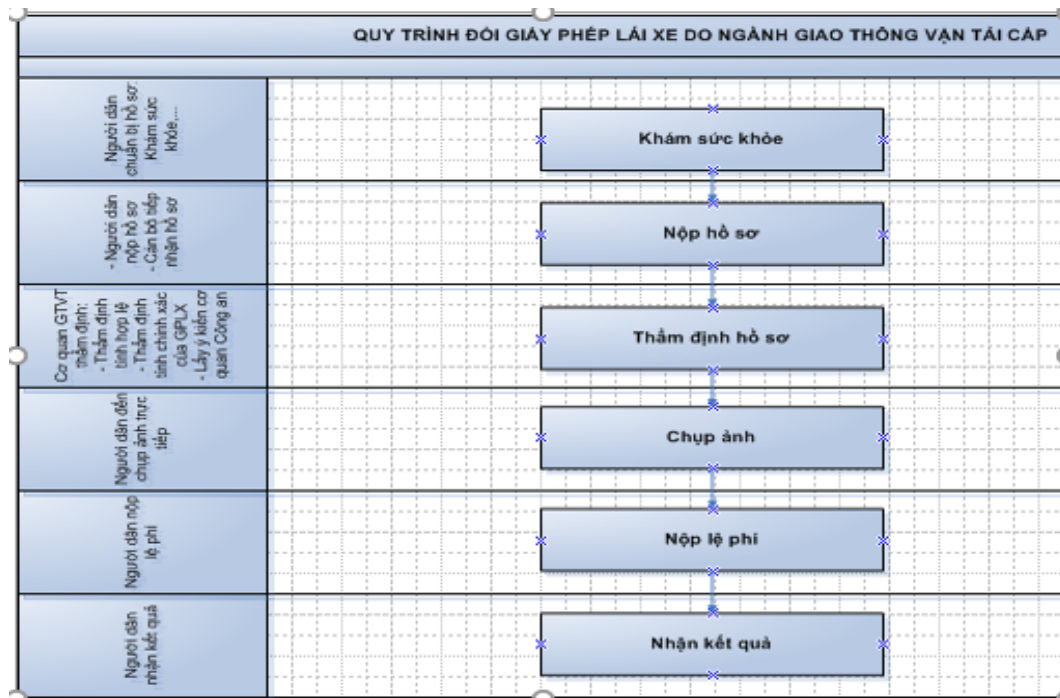 QUY TRÌNH ĐỔI GIẤY PHÉP LÁI XE DO NGÀNH GIAO THÔNG VẬN TẢI CẤP
Người dân
chuẩn bị hồ sơ:
Khám sức
khỏe,...
Khám sức khỏe
- Người dân
nộp hồ sơ
- Cán bộ tiếp
nhận hồ sơ
Nộp hồ sơ
Cơ quan GTVT
thẩm định:
- Thẩm định
tính hợp lệ
- Thẩm định
tính chính xác
của GPLX
- Lấy ý kiến cơ
quan Công an
Thẩm định hồ sơ
Người dân đến
chụp ảnh trực
tiếp
Chụp ảnh
Người dân nộp
lệ phí
Nộp lệ phí
Người dân
nhận kết quả
Nhận kết quả